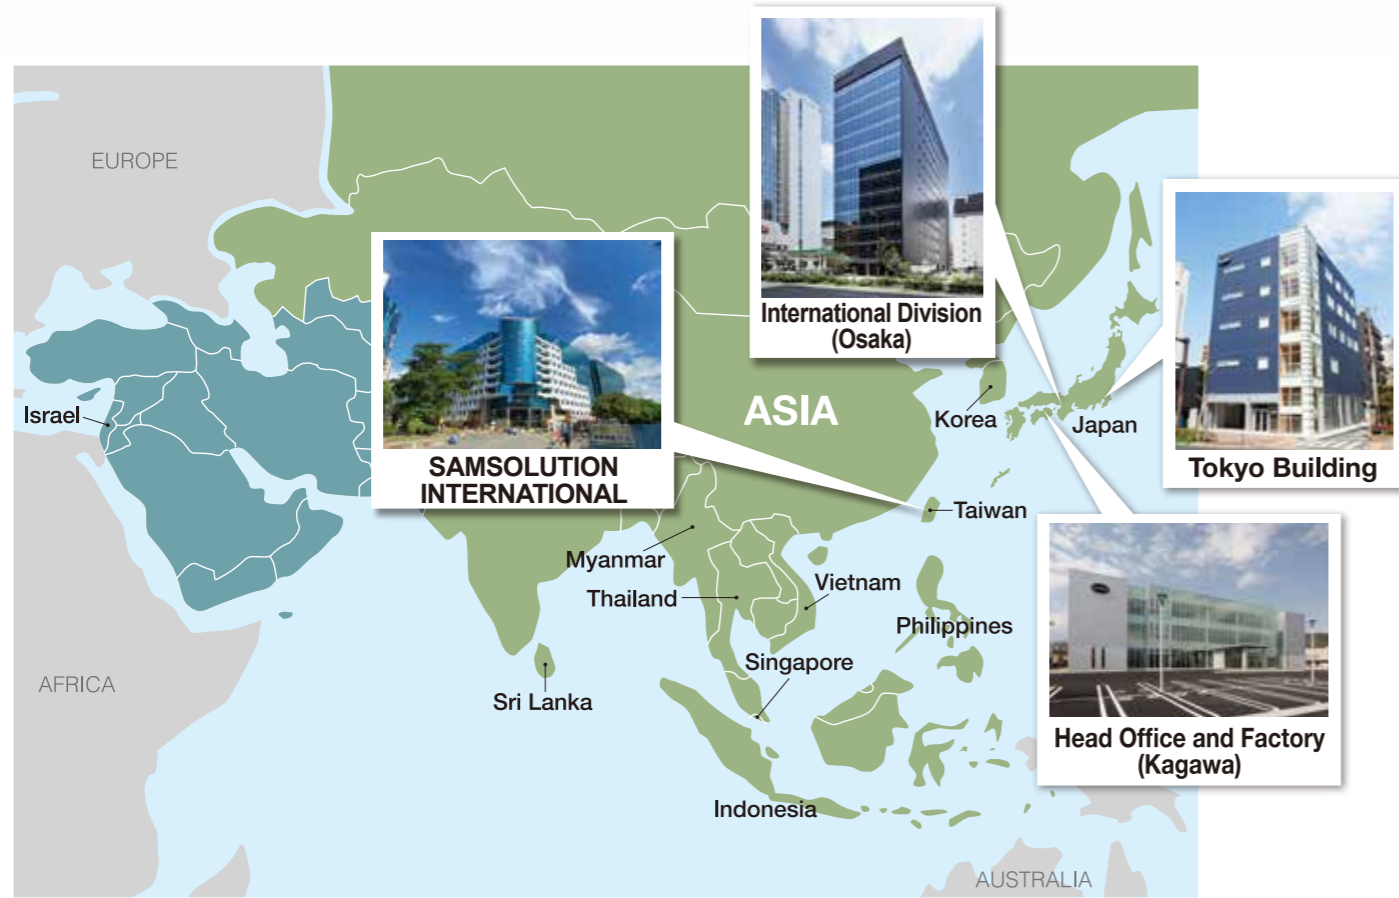 EUROPE
International Division
(Osaka)
ASIA
Israel
Korea
Japan
Tokyo Building
SAMSOLUTION
INTERNATIONAL
Taiwan
Myanmar
Thailand
Vietnam
Philippines
Singapore
Sri Lanka
AFRICA
Head Office and Factory
(Kagawa)
Indonesia
AUSTRALIA